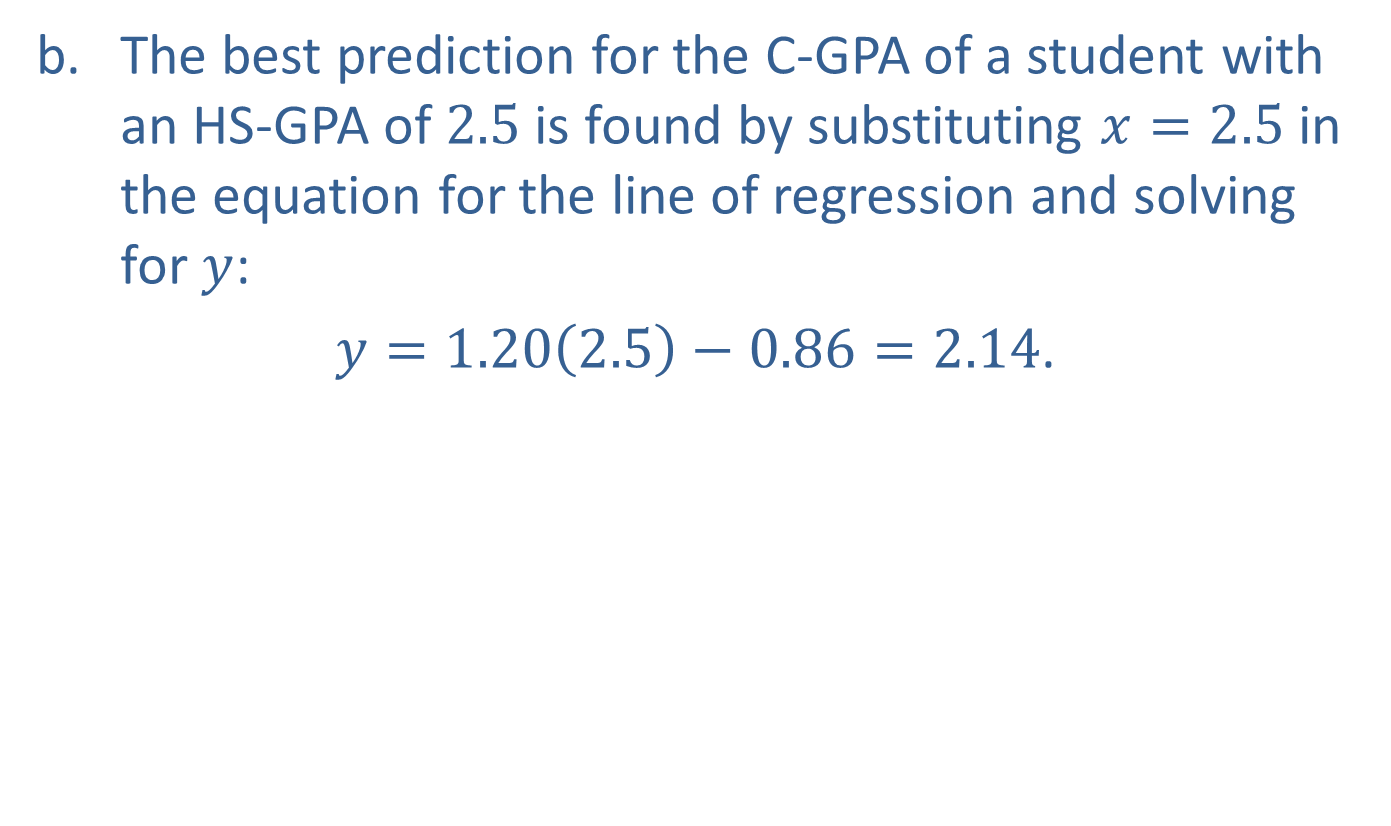 b. The best prediction for the C-GPA of a student with
an HS-GPA of 2.5 is found by substituting 𝑥 = 2.5 in
the equation for the line of regression and solving
for 𝑦:
𝑦 = 1.20(2.5) − 0.86 = 2.14.